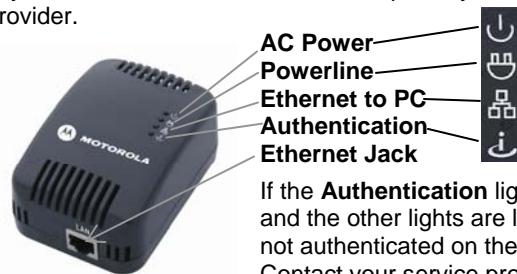 rovider.
AC Power
Powerline
Ethernet to PC
Authentication
Ethernet Jack
MOTOROLA
LAN
If the Authentication lig
and the other lights are l
not authenticated on the
Contact your service pro